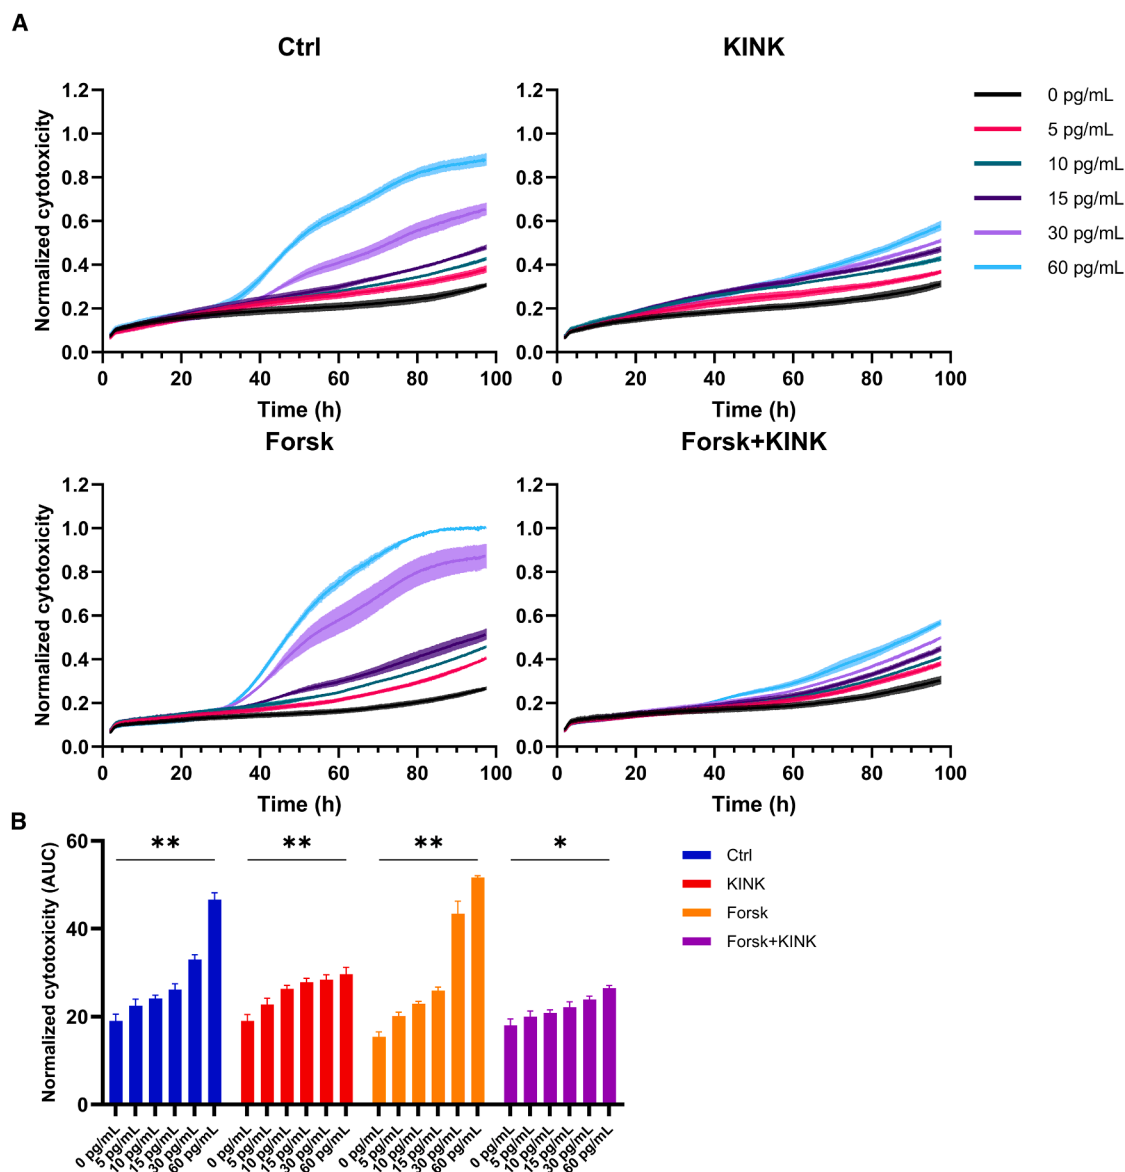 A
Ctrl
KINK
Normalized cytotoxicity
1.2
1.0
0.8
0.6
0.4
0.2
0.0
0 20 40 60 80 100
Time (h)
Normalized cytotoxicity
1.2
1.0
0.8
0.6
0.4
0.2
0.0
0 20 40 60 80 100
Time (h)
0 pg/mL
5 pg/mL
10 pg/mL
15 pg/mL
30 pg/mL
60 pg/mL
Forsk
Forsk+KINK
Normalized cytotoxicity
1.2
1.0
0.8
0.6
0.4
0.2
0.0
0 20 40 60 80 100
Time (h)
Normalized cytotoxicity
1.2
1.0
0.8
0.6
0.4
0.2
0.0
0 20 40 60 80 100
Time (h)
B
Normalized cytotoxicity (AUC)
60
40
20
0
** ** ** *
0 pg/mL
5 pg/mL
10 pg/mL
15 pg/mL
30 pg/mL
60 pg/mL
0 pg/mL
5 pg/mL
10 pg/mL
15 pg/mL
30 pg/mL
60 pg/mL
0 pg/mL
5 pg/mL
10 pg/mL
15 pg/mL
30 pg/mL
60 pg/mL
0 pg/mL
5 pg/mL
10 pg/mL
15 pg/mL
30 pg/mL
60 pg/mL
Ctrl
KINK
Forsk
Forsk+KINK